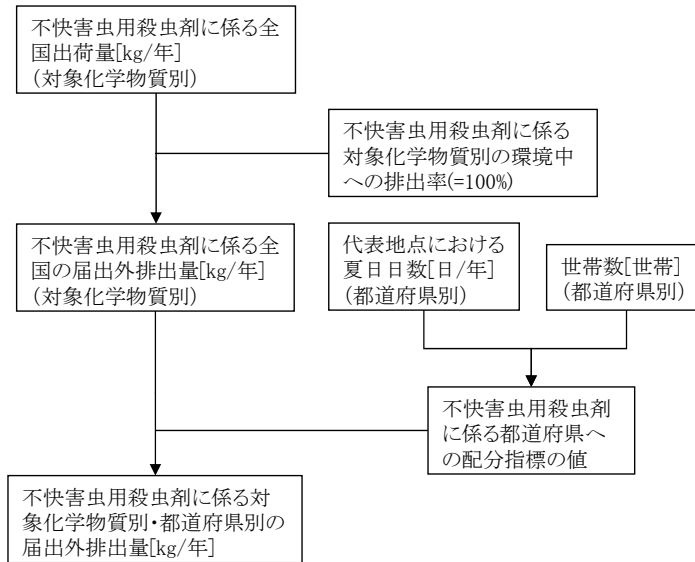 不快害虫用殺虫剤に係る全
国出荷量[kg/年]
(対象化学物質別)
不快害虫用殺虫剤に係る
対象化学物質別の環境中
への排出率(=100%)
不快害虫用殺虫剤に係る全
国の届出外排出量[kg/年]
(対象化学物質別)
代表地点における
夏日日数[日/年]
(都道府県別)
世帯数[世帯]
(都道府県別)
不快害虫用殺虫剤
に係る都道府県へ
の配分指標の値
不快害虫用殺虫剤に係る対
象化学物質別・都道府県別の
届出外排出量[kg/年]